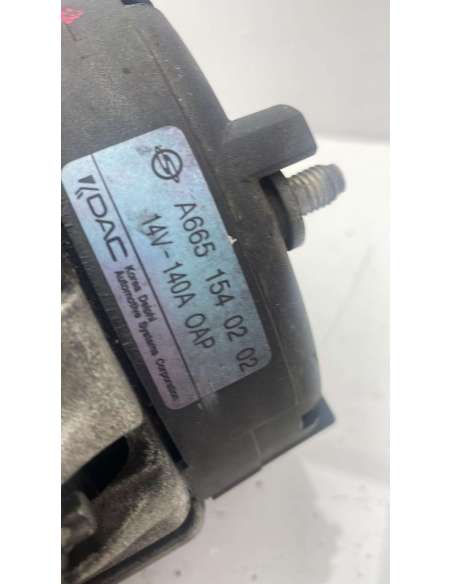 A665 154 02 02
14V-140A OAP
KDAC
Korea Delphi
Automotive Systems Corporation